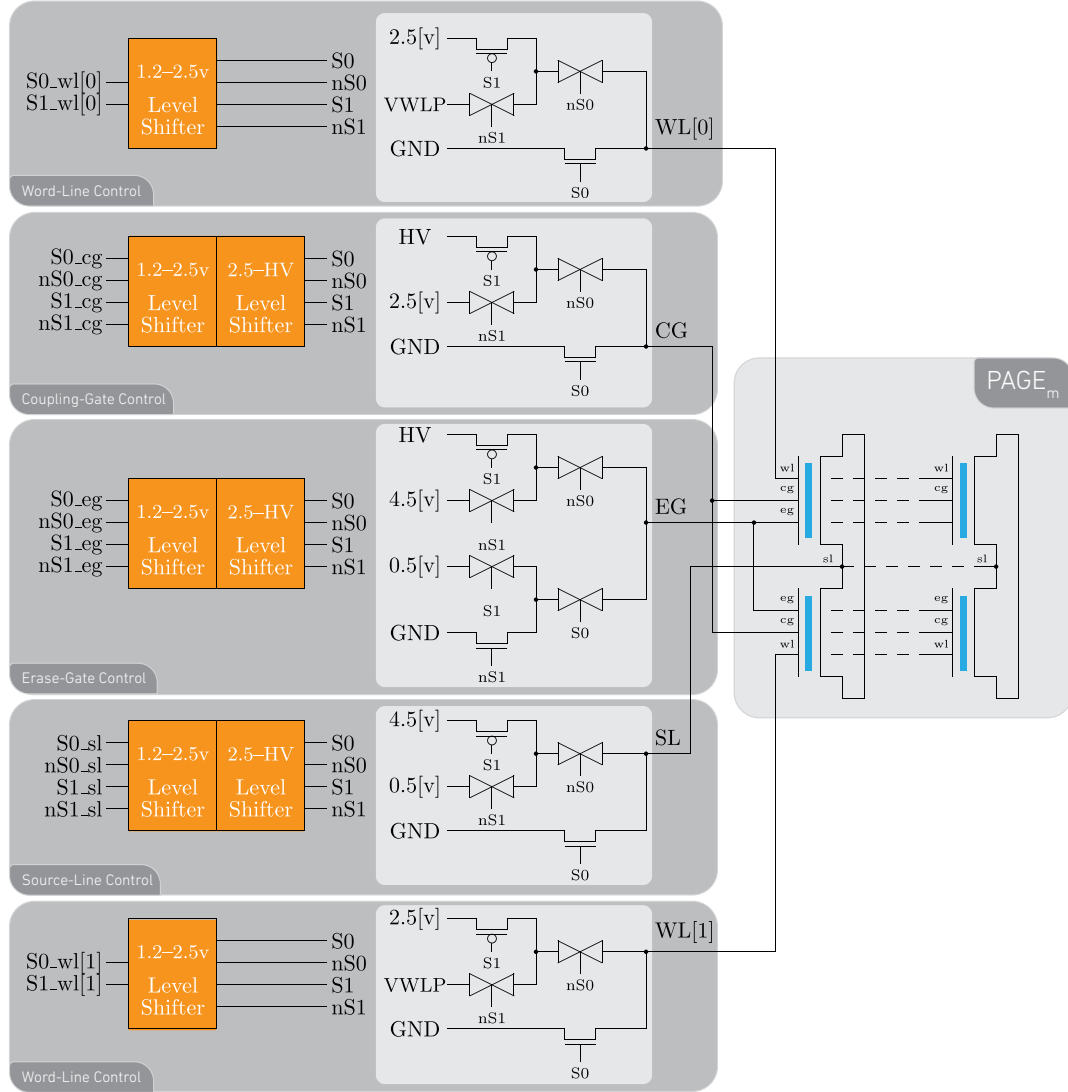 2.5[v]
S0
1.2–2.5v
S1
S0_wl[0]
nS0
S1_wl[0]
Level
S1
VWLP
nS0
Shifter
nS1
nS1
WL[0]
GND
Word-Line Control
S0
HV
S0_cg
1.2–2.5v
2.5–HV
S0
nS0_cg
nS0
S1
S1_cg
Level
Level
S1
2.5[v]
nS0
nS1_cg
Shifter
Shifter
nS1
nS1
CG
GND
Coupling-Gate Control
S0
PAGE
m
HV
S1
S0_eg
1.2–2.5v
2.5–HV
S0
4.5[v]
nS0
nS0_eg
nS0
EG
S1_eg
Level
Level
S1
nS1
nS1_eg
Shifter
Shifter
nS1
0.5[v]
S1
GND
S0
Erase-Gate Control
nS1
wl
cg
eg
wl
cg
sl
sl
eg
cg
wl
eg
cg
wl
4.5[v]
S0_sl
1.2–2.5v
2.5–HV
S0
SL
nS0_sl
nS0
S1
S1_sl
Level
Level
S1
0.5[v]
nS0
nS1_sl
Shifter
Shifter
nS1
nS1
GND
Source-Line Control
S0
2.5[v]
S0
WL[1]
1.2–2.5v
S0_wl[1]
nS0
S1
S1_wl[1]
Level
S1
VWLP
nS0
Shifter
nS1
nS1
GND
Word-Line Control
S0